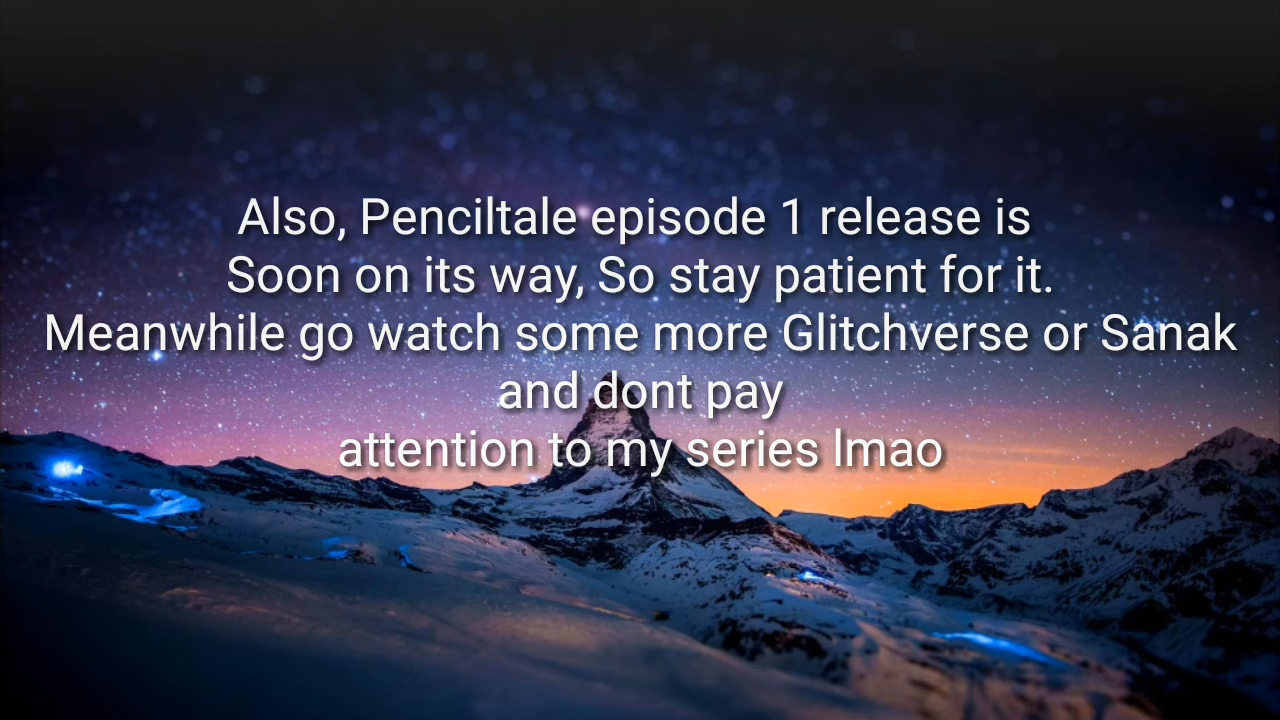 Also, Penciltale episode 1 release is
Soon on its way, So stay patient for it.
Meanwhile go watch some more Glitchverse or Sanak
and dont pay
attention to my series lmao